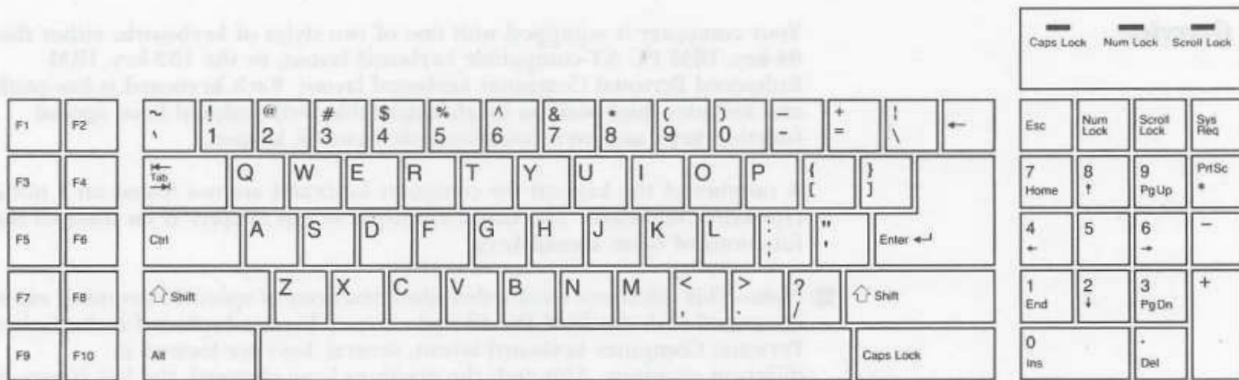 Caps Lock Num Lock Scroll Lock
F1 F2 ~ ! @ # $ % ^ & * ( ) _ + ¦ ← Esc Num Lock Scroll Lock Sys Req
` 1 2 3 4 5 6 7 8 9 0 - = \
F3 F4 Tab Q W E R T Y U I O P { } 7 8 9 PrtSc
[ ] Home ↑ PgUp *
F5 F6 Ctrl A S D F G H J K L : " Enter ↵ 4 5 6 −
; ' ← →
F7 F8 ⇧ Shift Z X C V B N M < > ? ⇧ Shift 1 2 3 +
, . / End ↓ PgDn
F9 F10 Alt Caps Lock 0 .
Ins Del